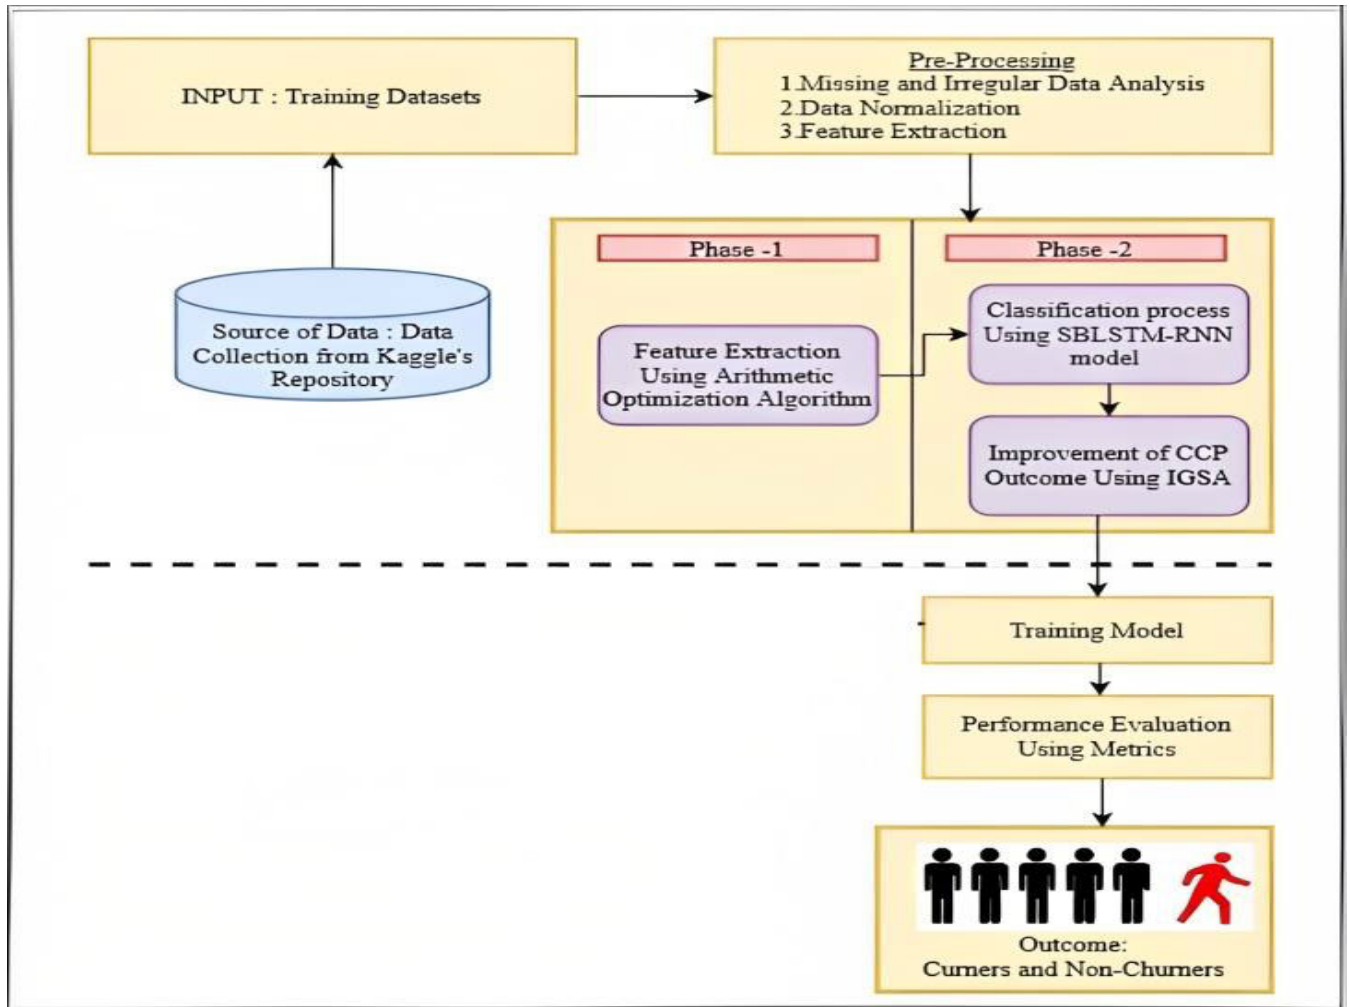 INPUT : Training Datasets
Pre-Processing
1.Missing and Irregular Data Analysis
2.Data Normalization
3.Feature Extraction
Source of Data : Data
Collection from Kaggle's
Repository
Phase -1
Feature Extraction
Using Arithmetic
Optimization Algorithm
Phase -2
Classification process
Using SBLSTM-RNN
model
Improvement of CCP
Outcome Using IGSA
Training Model
Performance Evaluation
Using Metrics
Outcome:
Curners and Non-Churners